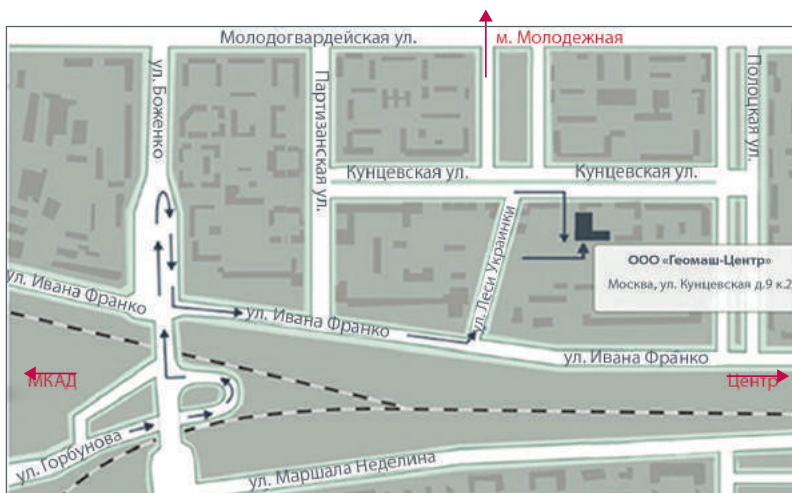 Молодогвардейская ул.
м. Молодежная
ул. Боженко
Партизанская ул.
Полоцкая ул.
Кунцевская ул.
Кунцевская ул.
ул. Леси Украинки
ООО «Геомаш-Центр»
Москва, ул. Кунцевская д.9 к.2
ул. Ивана Франко
ул. Ивана Франко
ул. Ивана Франко
МКАД
Центр
ул. Горбунова
ул. Маршала Неделина